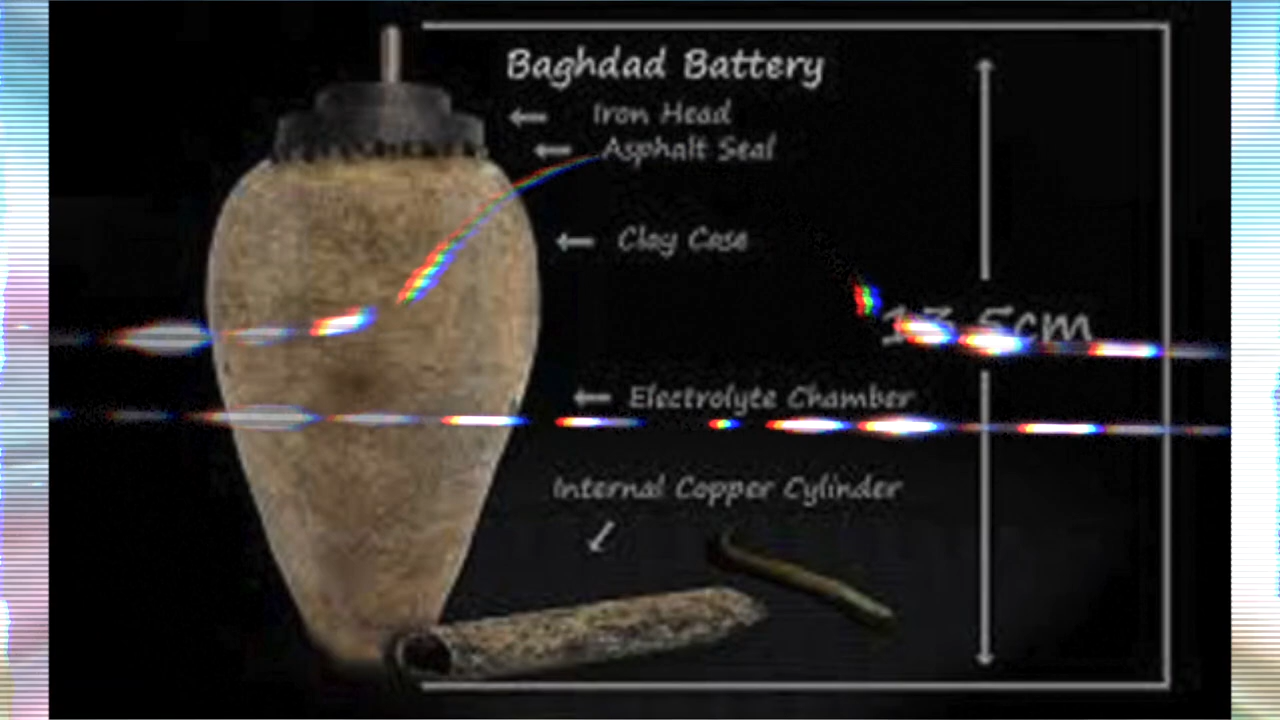 Baghdad Battery
Iron Head
Asphalt Seal
Clay Case
Electrolyte Chamber
Internal Copper Cylinder